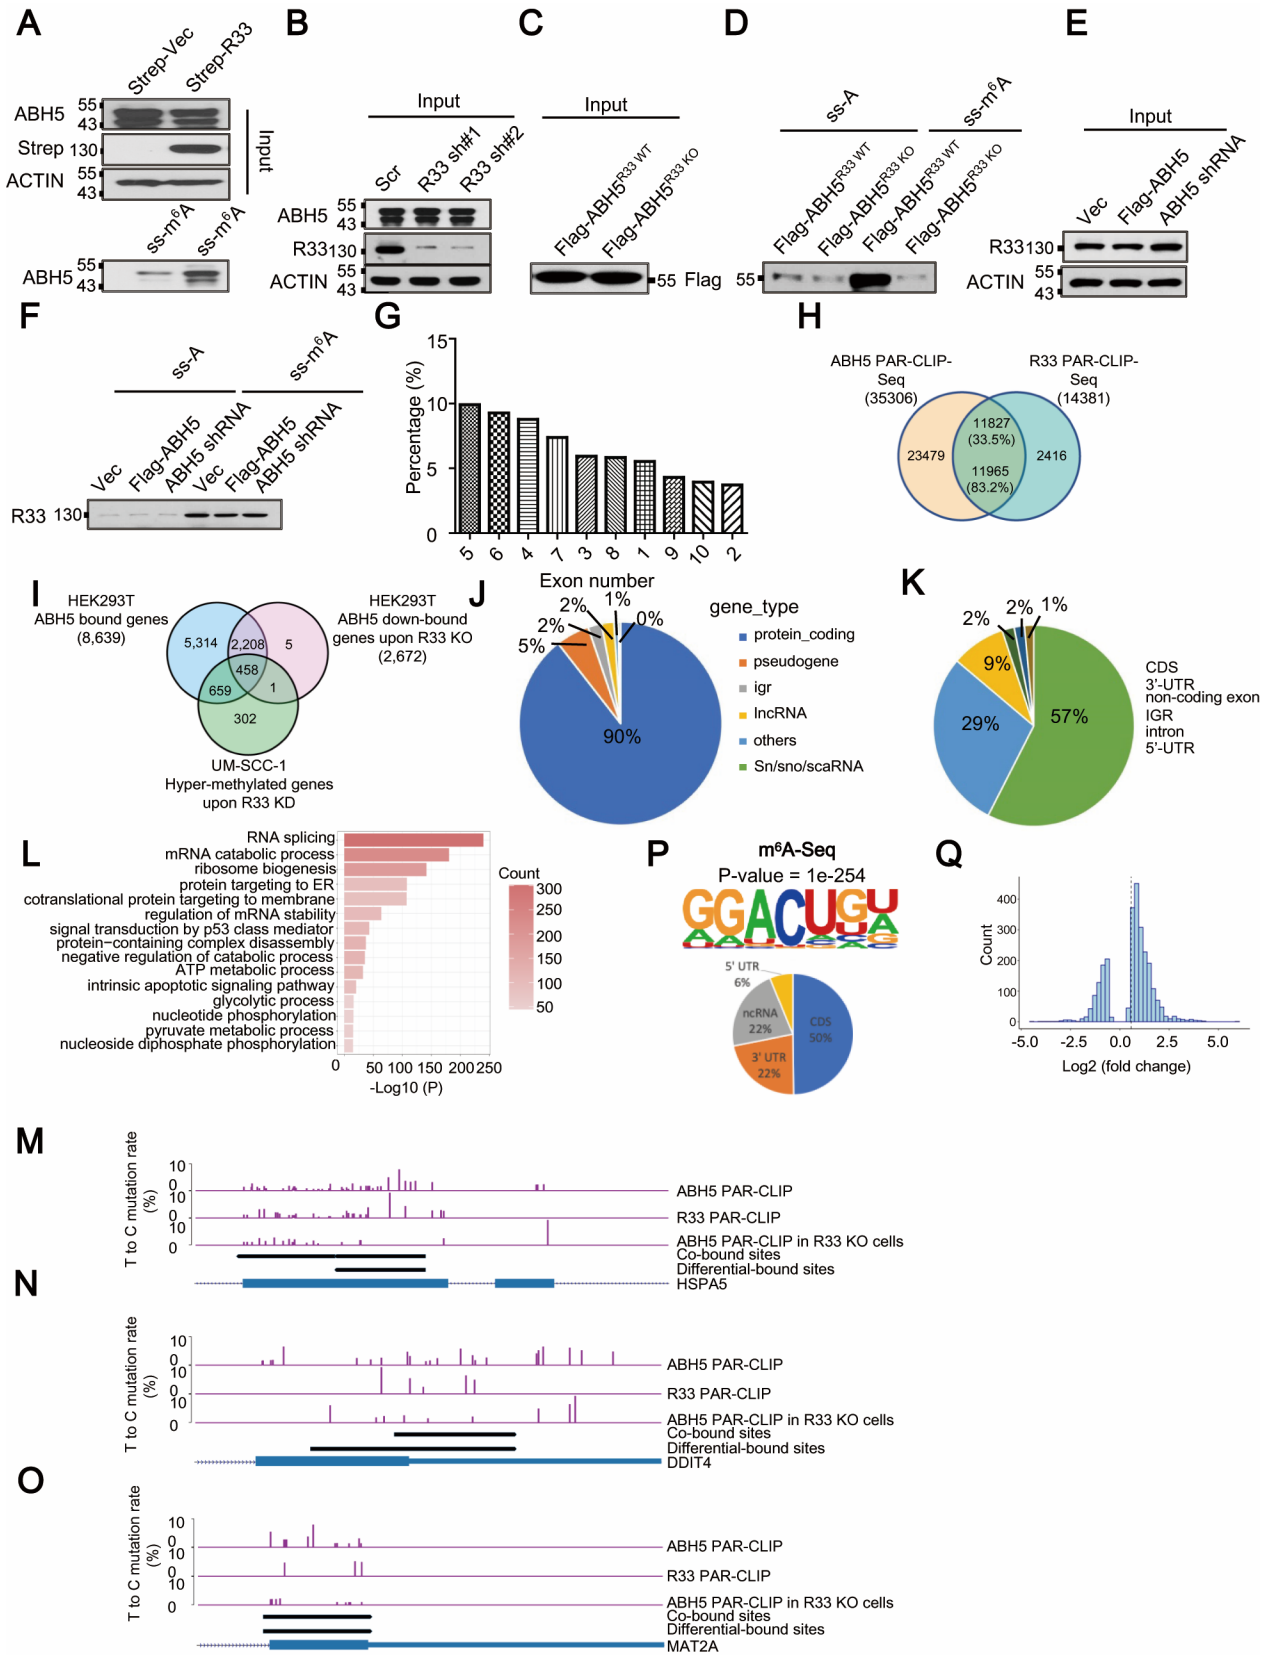 A
Strep-Vec
Strep-R33
ABH5
55
43
Strep
130
ACTIN
55
43
Input
ss-m⁶A
ss-m⁶A
ABH5
55
43
B
Input
Scr
R33 sh#1
R33 sh#2
ABH5
55
43
R33
130
ACTIN
55
43
C
Input
Flag-ABH5^R33 WT
Flag-ABH5^R33 KO
55 Flag
D
ss-A
ss-m⁶A
Flag-ABH5^R33 WT
Flag-ABH5^R33 KO
Flag-ABH5^R33 WT
Flag-ABH5^R33 KO
55
E
Input
Vec
Flag-ABH5
ABH5 shRNA
R33
130
ACTIN
55
43
F
ss-A
ss-m⁶A
Vec
Flag-ABH5
ABH5 shRNA
Vec
Flag-ABH5
ABH5 shRNA
R33
130
G
Percentage (%)
15
10
5
0
5 6 4 7 3 8 1 9 10 2
Exon number
H
ABH5 PAR-CLIP-
Seq
(35306)
R33 PAR-CLIP-
Seq
(14381)
23479
11827
(33.5%)
11965
(83.2%)
2416
I
HEK293T
ABH5 bound genes
(8,639)
HEK293T
ABH5 down-bound
genes upon R33 KO
(2,672)
5,314
2,208
5
458
659
1
302
UM-SCC-1
Hyper-methylated genes
upon R33 KD
J
5%
2%
2%
1%
0%
90%
gene_type
protein_coding
pseudogene
igr
lncRNA
others
Sn/sno/scaRNA
K
2%
2%
1%
9%
29%
57%
CDS
3'-UTR
non-coding exon
IGR
intron
5'-UTR
L
RNA splicing
mRNA catabolic process
ribosome biogenesis
protein targeting to ER
cotranslational protein targeting to membrane
regulation of mRNA stability
signal transduction by p53 class mediator
protein−containing complex disassembly
negative regulation of catabolic process
ATP metabolic process
intrinsic apoptotic signaling pathway
glycolytic process
nucleotide phosphorylation
pyruvate metabolic process
nucleoside diphosphate phosphorylation
0 50 100 150 200 250
-Log10 (P)
Count
300
250
200
150
100
50
P
m⁶A-Seq
P-value = 1e-254
GGACUGU
5' UTR
6%
ncRNA
22%
CDS
50%
3' UTR
22%
Q
Count
400
300
200
100
0
-5.0 -2.5 0.0 2.5 5.0
Log2 (fold change)
M
T to C mutation rate
(%)
10
0
10
0
10
0
ABH5 PAR-CLIP
R33 PAR-CLIP
ABH5 PAR-CLIP in R33 KO cells
Co-bound sites
Differential-bound sites
HSPA5
N
T to C mutation rate
(%)
10
0
10
0
10
0
ABH5 PAR-CLIP
R33 PAR-CLIP
ABH5 PAR-CLIP in R33 KO cells
Co-bound sites
Differential-bound sites
DDIT4
O
T to C mutation rate
(%)
10
0
10
0
10
0
ABH5 PAR-CLIP
R33 PAR-CLIP
ABH5 PAR-CLIP in R33 KO cells
Co-bound sites
Differential-bound sites
MAT2A